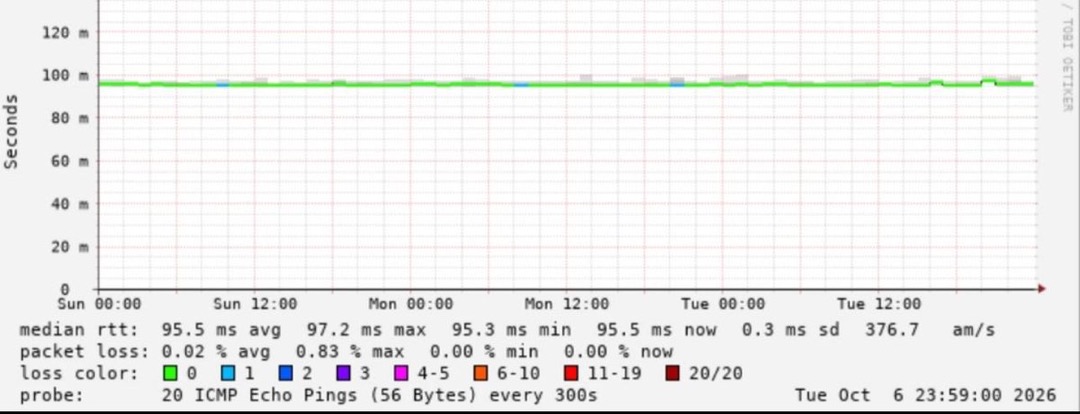 / TOBI OETIKER
Seconds
120 m
100 m
80 m
60 m
40 m
20 m
0
Sun 00:00 Sun 12:00 Mon 00:00 Mon 12:00 Tue 00:00 Tue 12:00
median rtt: 95.5 ms avg 97.2 ms max 95.3 ms min 95.5 ms now 0.3 ms sd 376.7 am/s
packet loss: 0.02 % avg 0.83 % max 0.00 % min 0.00 % now
loss color: 0 1 2 3 4-5 6-10 11-19 20/20
probe: 20 ICMP Echo Pings (56 Bytes) every 300s Tue Oct 6 23:59:00 2026